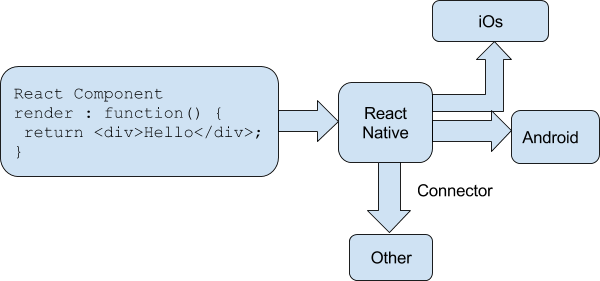 React Component
render : function() {
return <div>Hello</div>;
}
React
Native
iOs
Android
Connector
Other